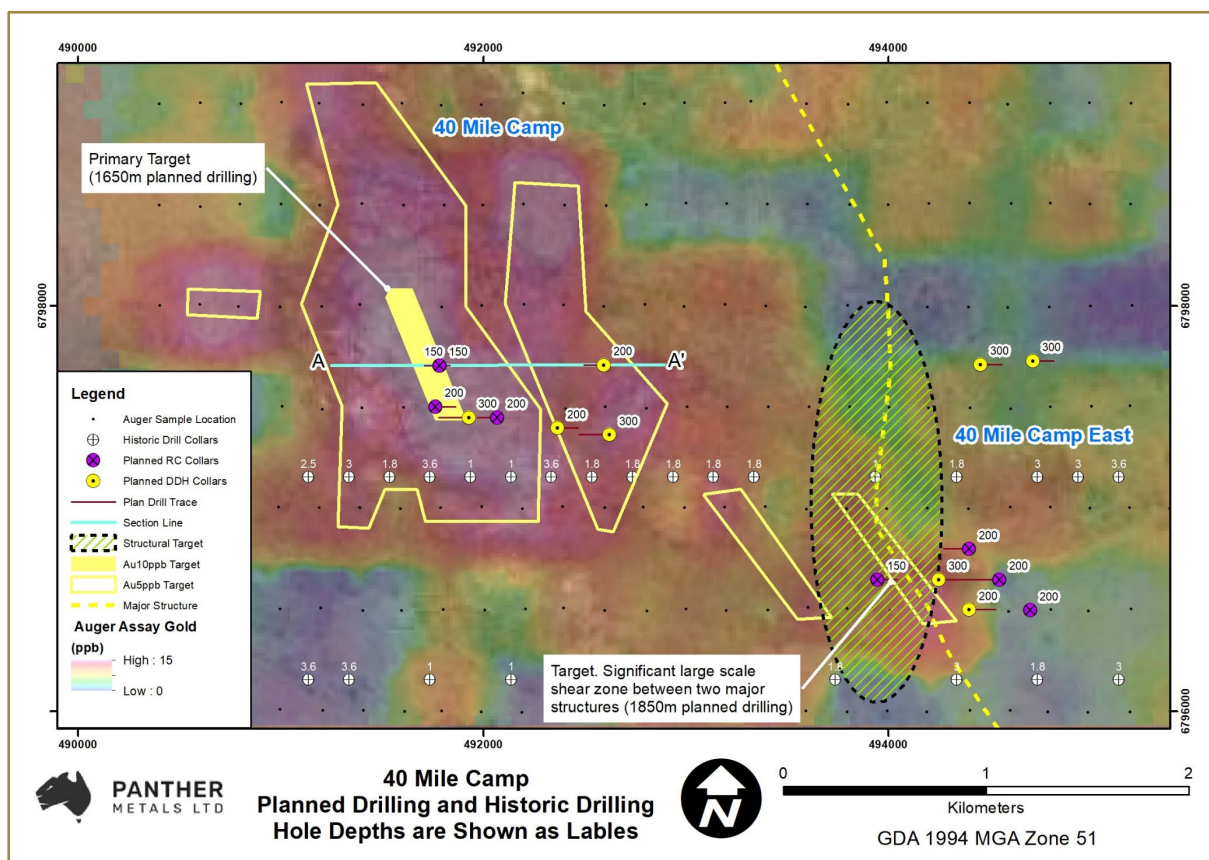 490000
492000
494000
40 Mile Camp
Primary Target
(1650m planned drilling)
6798000
6798000
A
150
150
200
A'
300
300
200
300
200
200
300
40 Mile Camp East
Legend
Auger Sample Location
Historic Drill Collars
Planned RC Collars
Planned DDH Collars
Plan Drill Trace
Section Line
Structural Target
Au10ppb Target
Au5ppb Target
Major Structure
Auger Assay Gold
(ppb)
High : 15
Low : 0
2.5
3
1.8
3.6
1
1
3.6
1.8
1.8
1.8
1.8
1
1.8
3
3
3.6
200
150
300
200
200
200
3.6
3.6
1
1
1.8
3
1.8
3
Target. Significant large scale
shear zone between two major
structures (1850m planned drilling)
6796000
6796000
490000
492000
494000
PANTHER
METALS LTD
40 Mile Camp
Planned Drilling and Historic Drilling
Hole Depths are Shown as Lables
N
0
1
2
Kilometers
GDA 1994 MGA Zone 51